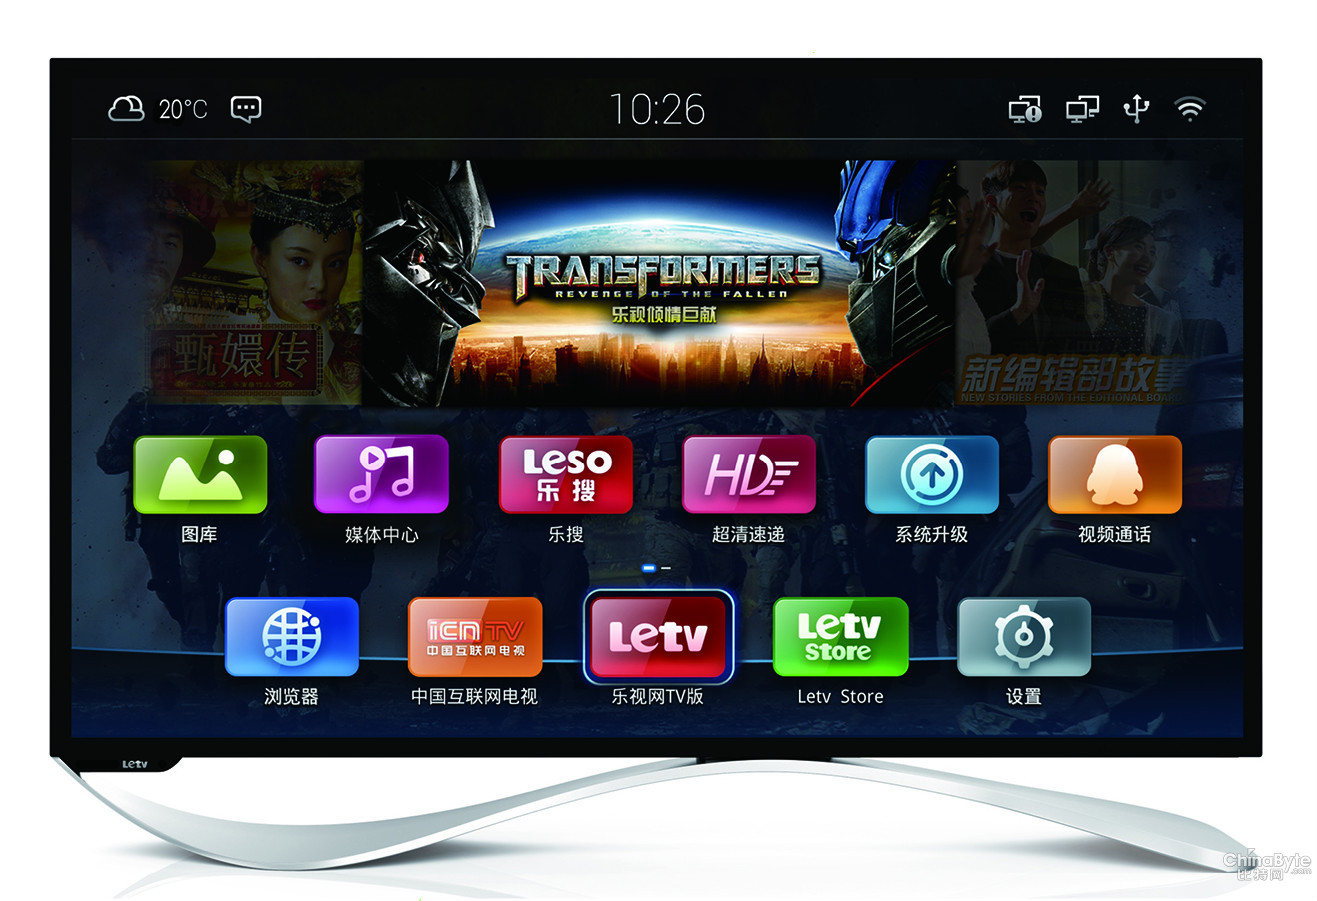 20°C
10:26
TRANSFORMERS
REVENGE OF THE FALLEN
乐视倾情巨献
甄嬛传
新编辑部故事
NEW STORIES FROM THE EDITORIAL BOARD
Leso
乐搜
HD
图库
媒体中心
乐搜
超清速递
系统升级
视频通话
iCNTV
中国互联网电视
Letv
Letv
Store
浏览器
中国互联网电视
乐视网TV版
Letv Store
设置
Letv
ChinaByte
比特网.com